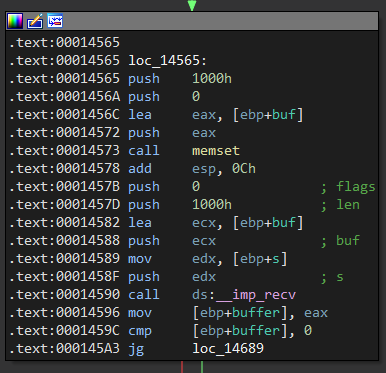 .text:00014565
.text:00014565 loc_14565:
.text:00014565 push 1000h
.text:0001456A push 0
.text:0001456C lea eax, [ebp+buf]
.text:00014572 push eax
.text:00014573 call memset
.text:00014578 add esp, 0Ch
.text:0001457B push 0 ; flags
.text:0001457D push 1000h ; len
.text:00014582 lea ecx, [ebp+buf]
.text:00014588 push ecx ; buf
.text:00014589 mov edx, [ebp+s]
.text:0001458F push edx ; s
.text:00014590 call ds:__imp_recv
.text:00014596 mov [ebp+buffer], eax
.text:0001459C cmp [ebp+buffer], 0
.text:000145A3 jg loc_14689